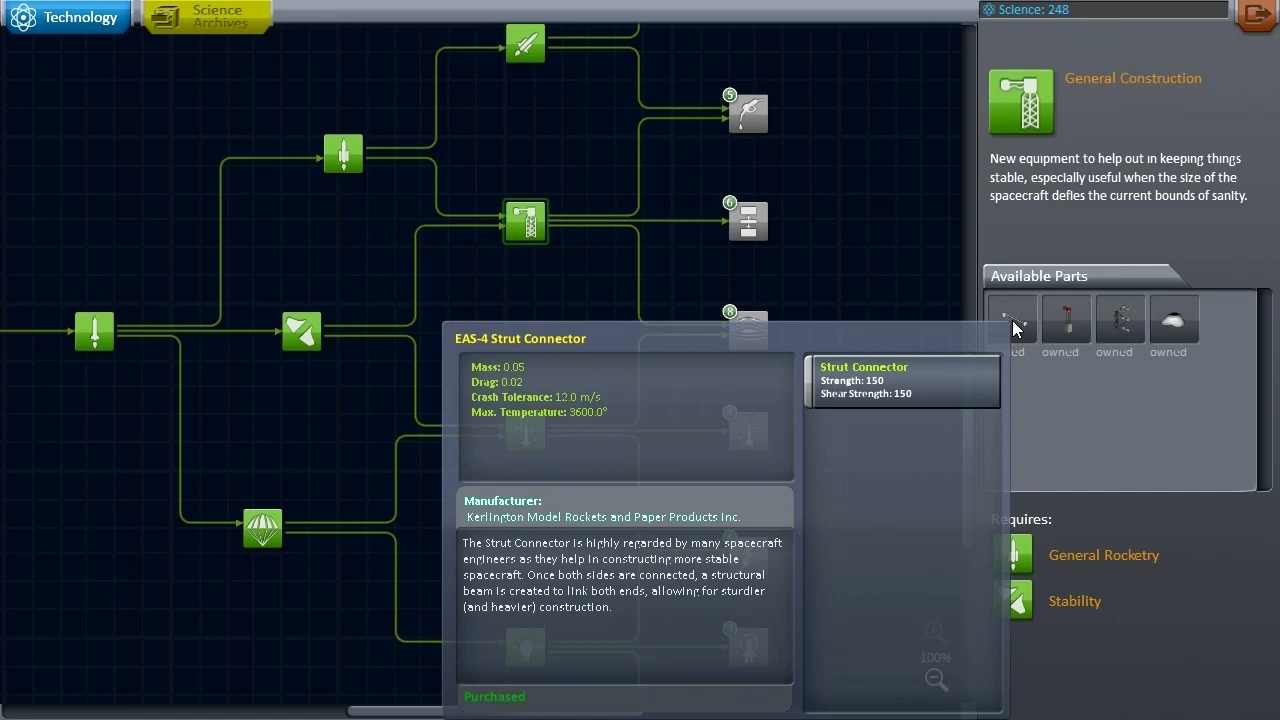 Technology
Science
Archives
Science: 248
General Construction
New equipment to help out in keeping things
stable, especially useful when the size of the
spacecraft defies the current bounds of sanity.
Available Parts
owned
owned
owned
5
6
8
EAS-4 Strut Connector
Mass: 0.05
Drag: 0.02
Crash Tolerance: 12.0 m/s
Max. Temperature: 3600.0°
Strut Connector
Strength: 150
Shear Strength: 150
4
Manufacturer:
Kerlington Model Rockets and Paper Products Inc.
The Strut Connector is highly regarded by many spacecraft
engineers as they help in constructing more stable
spacecraft. Once both sides are connected, a structural
beam is created to link both ends, allowing for sturdier
(and heavier) construction.
Purchased
Requires:
General Rocketry
Stability
100%